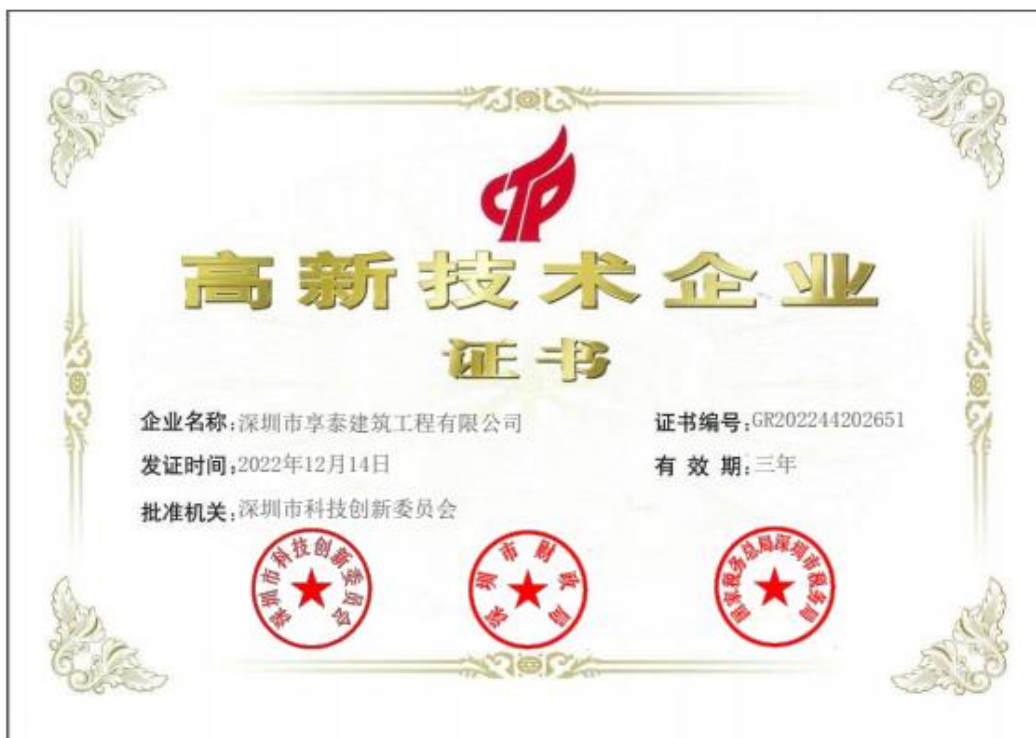 CTP
高新技术企业
证书
企业名称:深圳市享泰建筑工程有限公司
证书编号:GR202244202651
发证时间:2022年12月14日
有效期:三年
批准机关:深圳市科技创新委员会
深圳市科技创新委员会
深圳市财政局
国家税务总局深圳市税务局